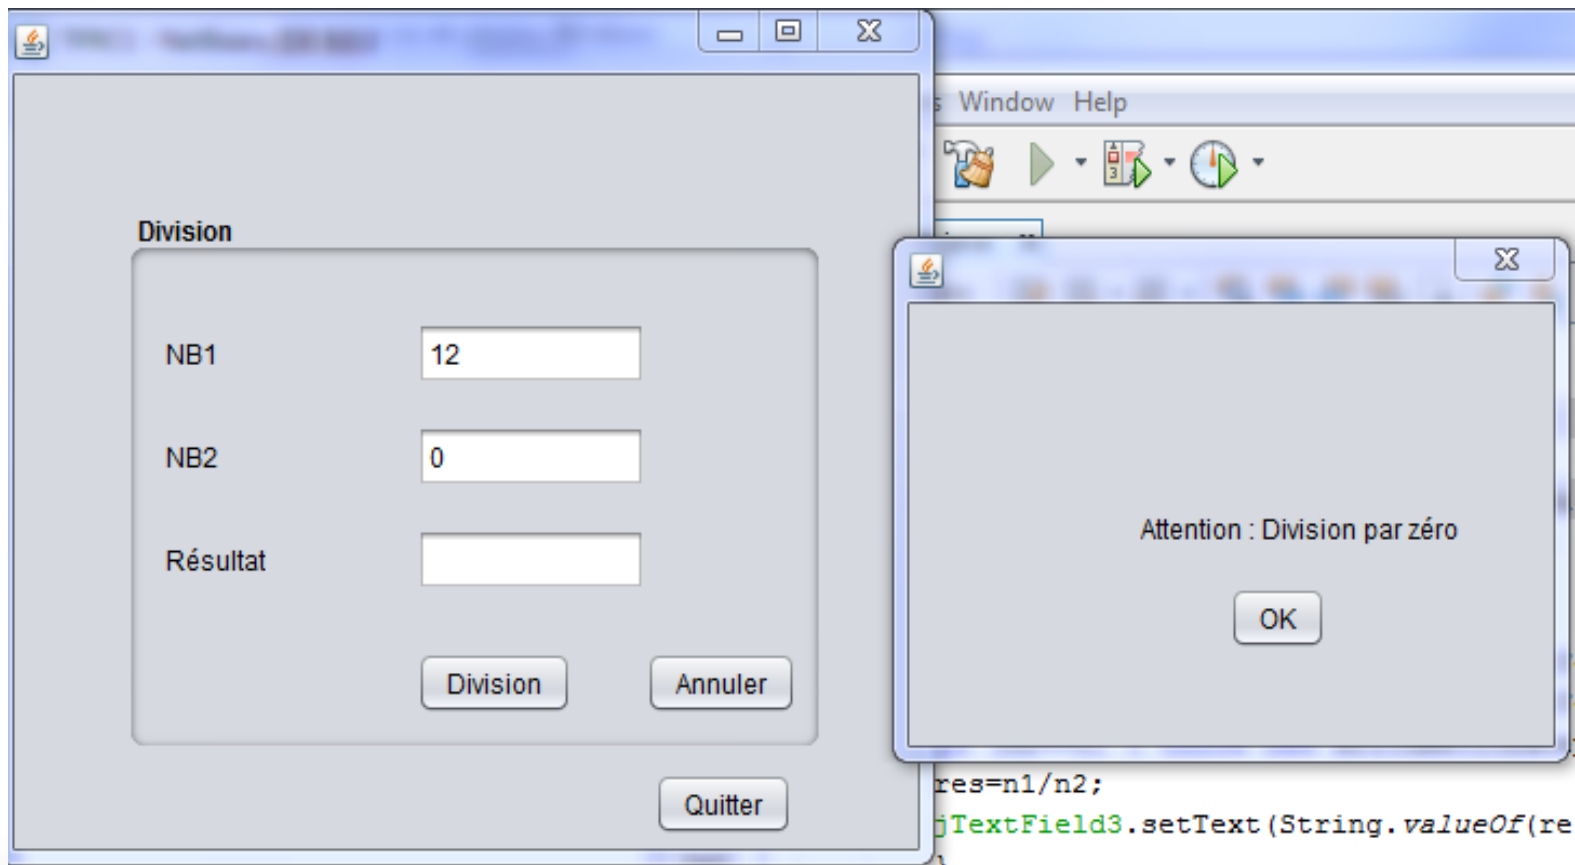 s Window Help
Division
NB1 12
NB2 0
Résultat
Division Annuler
Quitter
Attention : Division par zéro
OK
res=n1/n2;
jTextField3.setText(String.valueOf(re
}